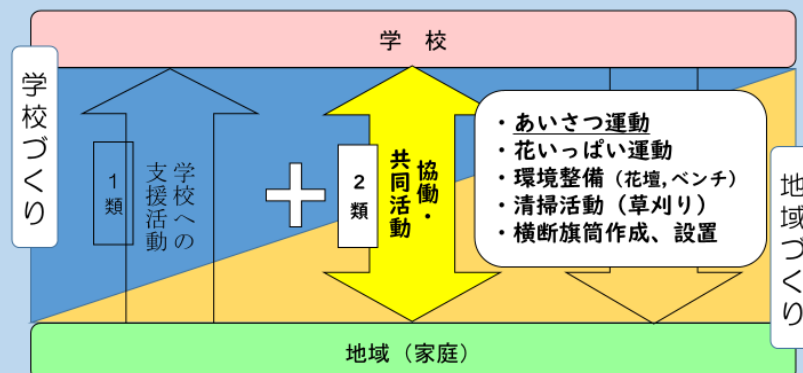 学　校
学校づくり
1類
学校への
支援活動
2類
協働・
共同活動
・あいさつ運動
・花いっぱい運動
・環境整備（花壇,ベンチ）
・清掃活動（草刈り）
・横断旗筒作成、設置
地域づくり
地域（家庭）